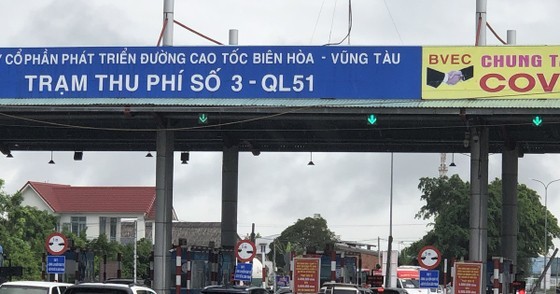 CỔ PHẦN PHÁT TRIỂN ĐƯỜNG CAO TỐC BIÊN HÒA - VŨNG TÀU
TRẠM THU PHÍ SỐ 3 - QL51
BVEC
CHUNG
COV